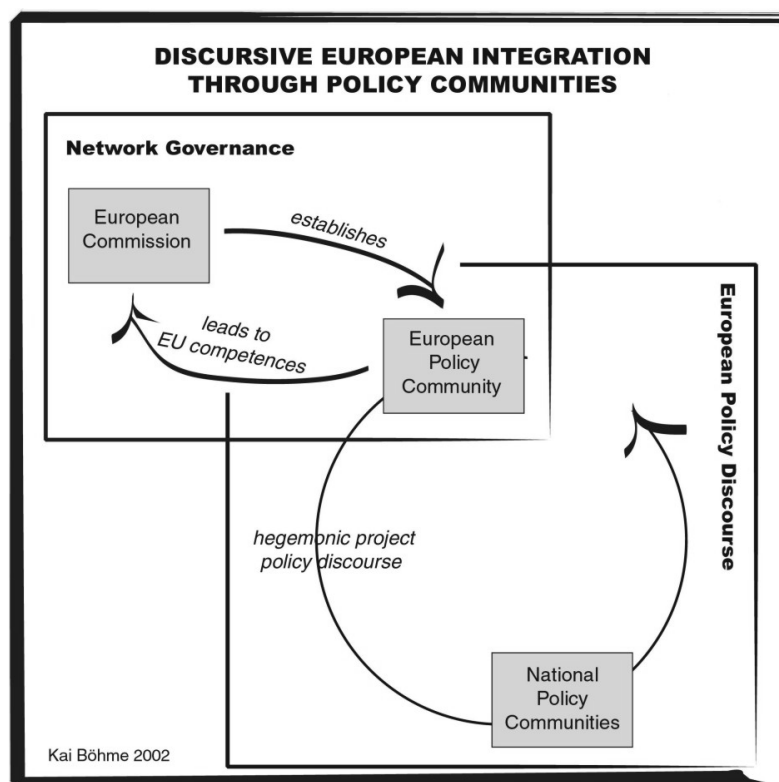 DISCURSIVE EUROPEAN INTEGRATION
THROUGH POLICY COMMUNITIES
Network Governance
European
Commission
establishes
leads to
EU competences
European
Policy
Community
European Policy Discourse
hegemonic project
policy discourse
National
Policy
Communities
Kai Böhme 2002